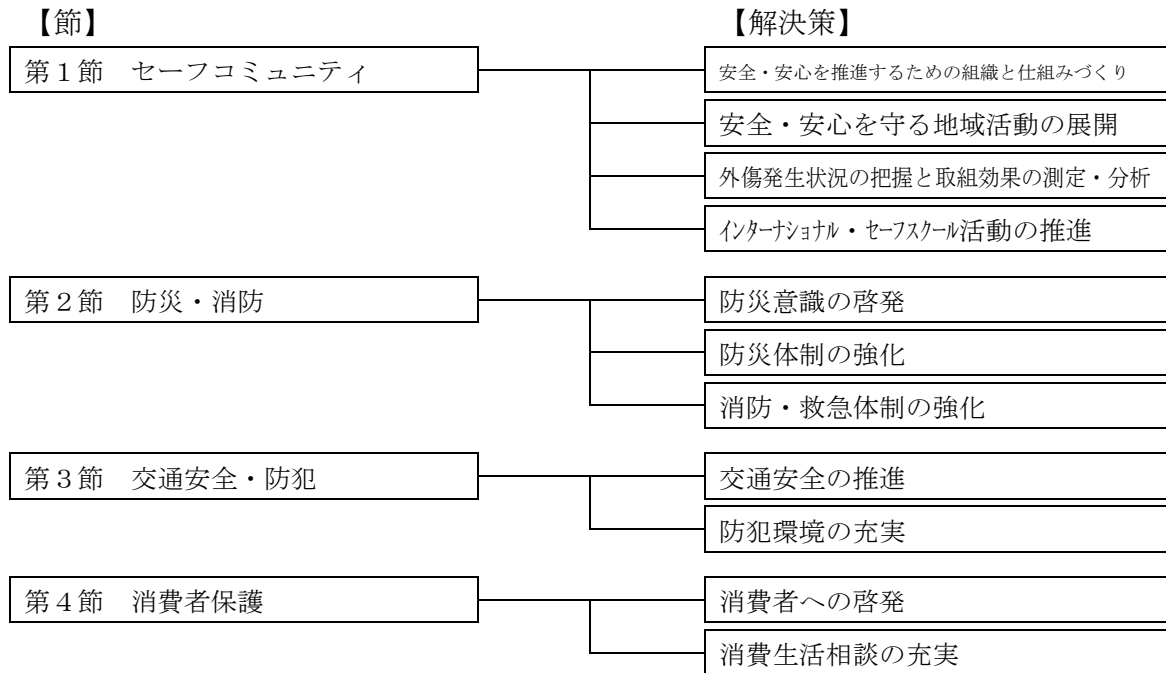 【節】
【解決策】
第1節　セーフコミュニティ
安全・安心を推進するための組織と仕組みづくり
安全・安心を守る地域活動の展開
外傷発生状況の把握と取組効果の測定・分析
インターナショナル・セーフスクール活動の推進
第2節　防災・消防
防災意識の啓発
防災体制の強化
消防・救急体制の強化
第3節　交通安全・防犯
交通安全の推進
防犯環境の充実
第4節　消費者保護
消費者への啓発
消費生活相談の充実